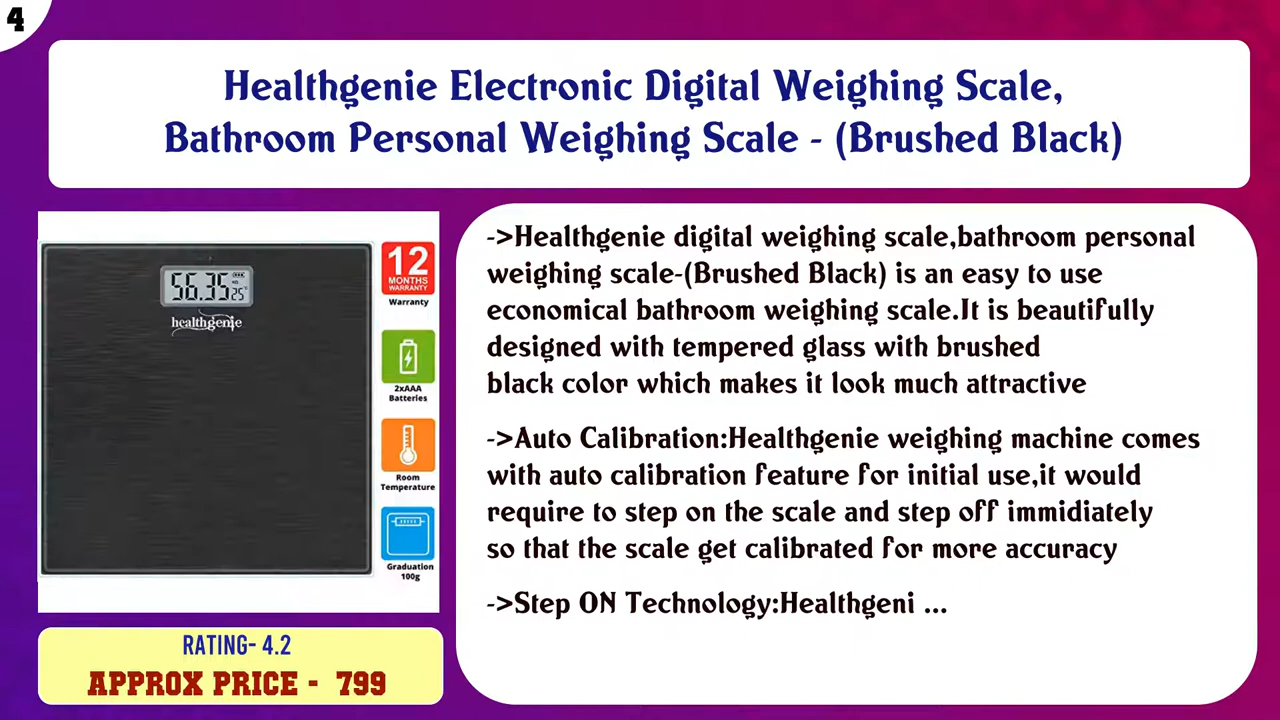 4
Healthgenie Electronic Digital Weighing Scale,
Bathroom Personal Weighing Scale - (Brushed Black)
56.35
25
healthgenie
12
MONTHS
WARRANTY
Warranty
2xAAA
Batteries
Room
Temperature
Graduation
100g
RATING- 4.2
APPROX PRICE - 799
->Healthgenie digital weighing scale,bathroom personal
weighing scale-(Brushed Black) is an easy to use
economical bathroom weighing scale.It is beautifully
designed with tempered glass with brushed
black color which makes it look much attractive
->Auto Calibration:Healthgenie weighing machine comes
with auto calibration feature for initial use,it would
require to step on the scale and step off immidiately
so that the scale get calibrated for more accuracy
->Step ON Technology:Healthgeni ...